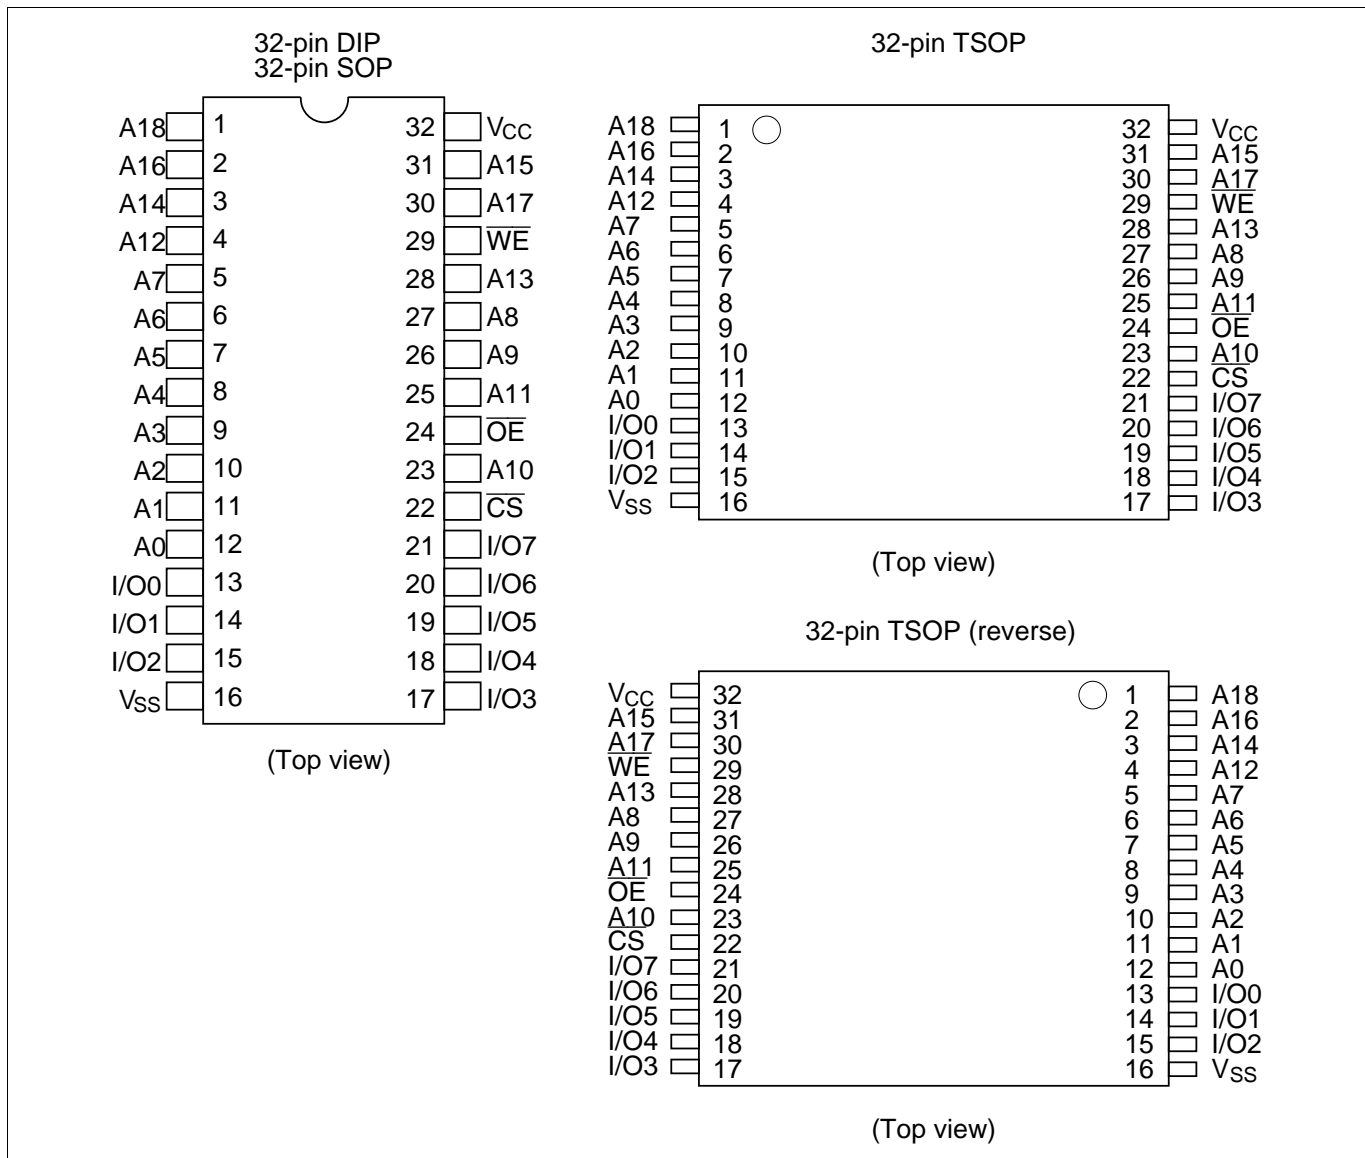 32-pin DIP
32-pin SOP
A18 1 32 VCC
A16 2 31 A15
A14 3 30 A17
A12 4 29 W̅E̅
A7 5 28 A13
A6 6 27 A8
A5 7 26 A9
A4 8 25 A11
A3 9 24 O̅E̅
A2 10 23 A10
A1 11 22 C̅S̅
A0 12 21 I/O7
I/O0 13 20 I/O6
I/O1 14 19 I/O5
I/O2 15 18 I/O4
VSS 16 17 I/O3
(Top view)
32-pin TSOP
A18 1 32 VCC
A16 2 31 A15
A14 3 30 A17
A12 4 29 W̅E̅
A7 5 28 A13
A6 6 27 A8
A5 7 26 A9
A4 8 25 A11
A3 9 24 O̅E̅
A2 10 23 A10
A1 11 22 C̅S̅
A0 12 21 I/O7
I/O0 13 20 I/O6
I/O1 14 19 I/O5
I/O2 15 18 I/O4
VSS 16 17 I/O3
(Top view)
32-pin TSOP (reverse)
VCC 32 1 A18
A15 31 2 A16
A17 30 3 A14
W̅E̅ 29 4 A12
A13 28 5 A7
A8 27 6 A6
A9 26 7 A5
A11 25 8 A4
O̅E̅ 24 9 A3
A10 23 10 A2
C̅S̅ 22 11 A1
I/O7 21 12 A0
I/O6 20 13 I/O0
I/O5 19 14 I/O1
I/O4 18 15 I/O2
I/O3 17 16 VSS
(Top view)